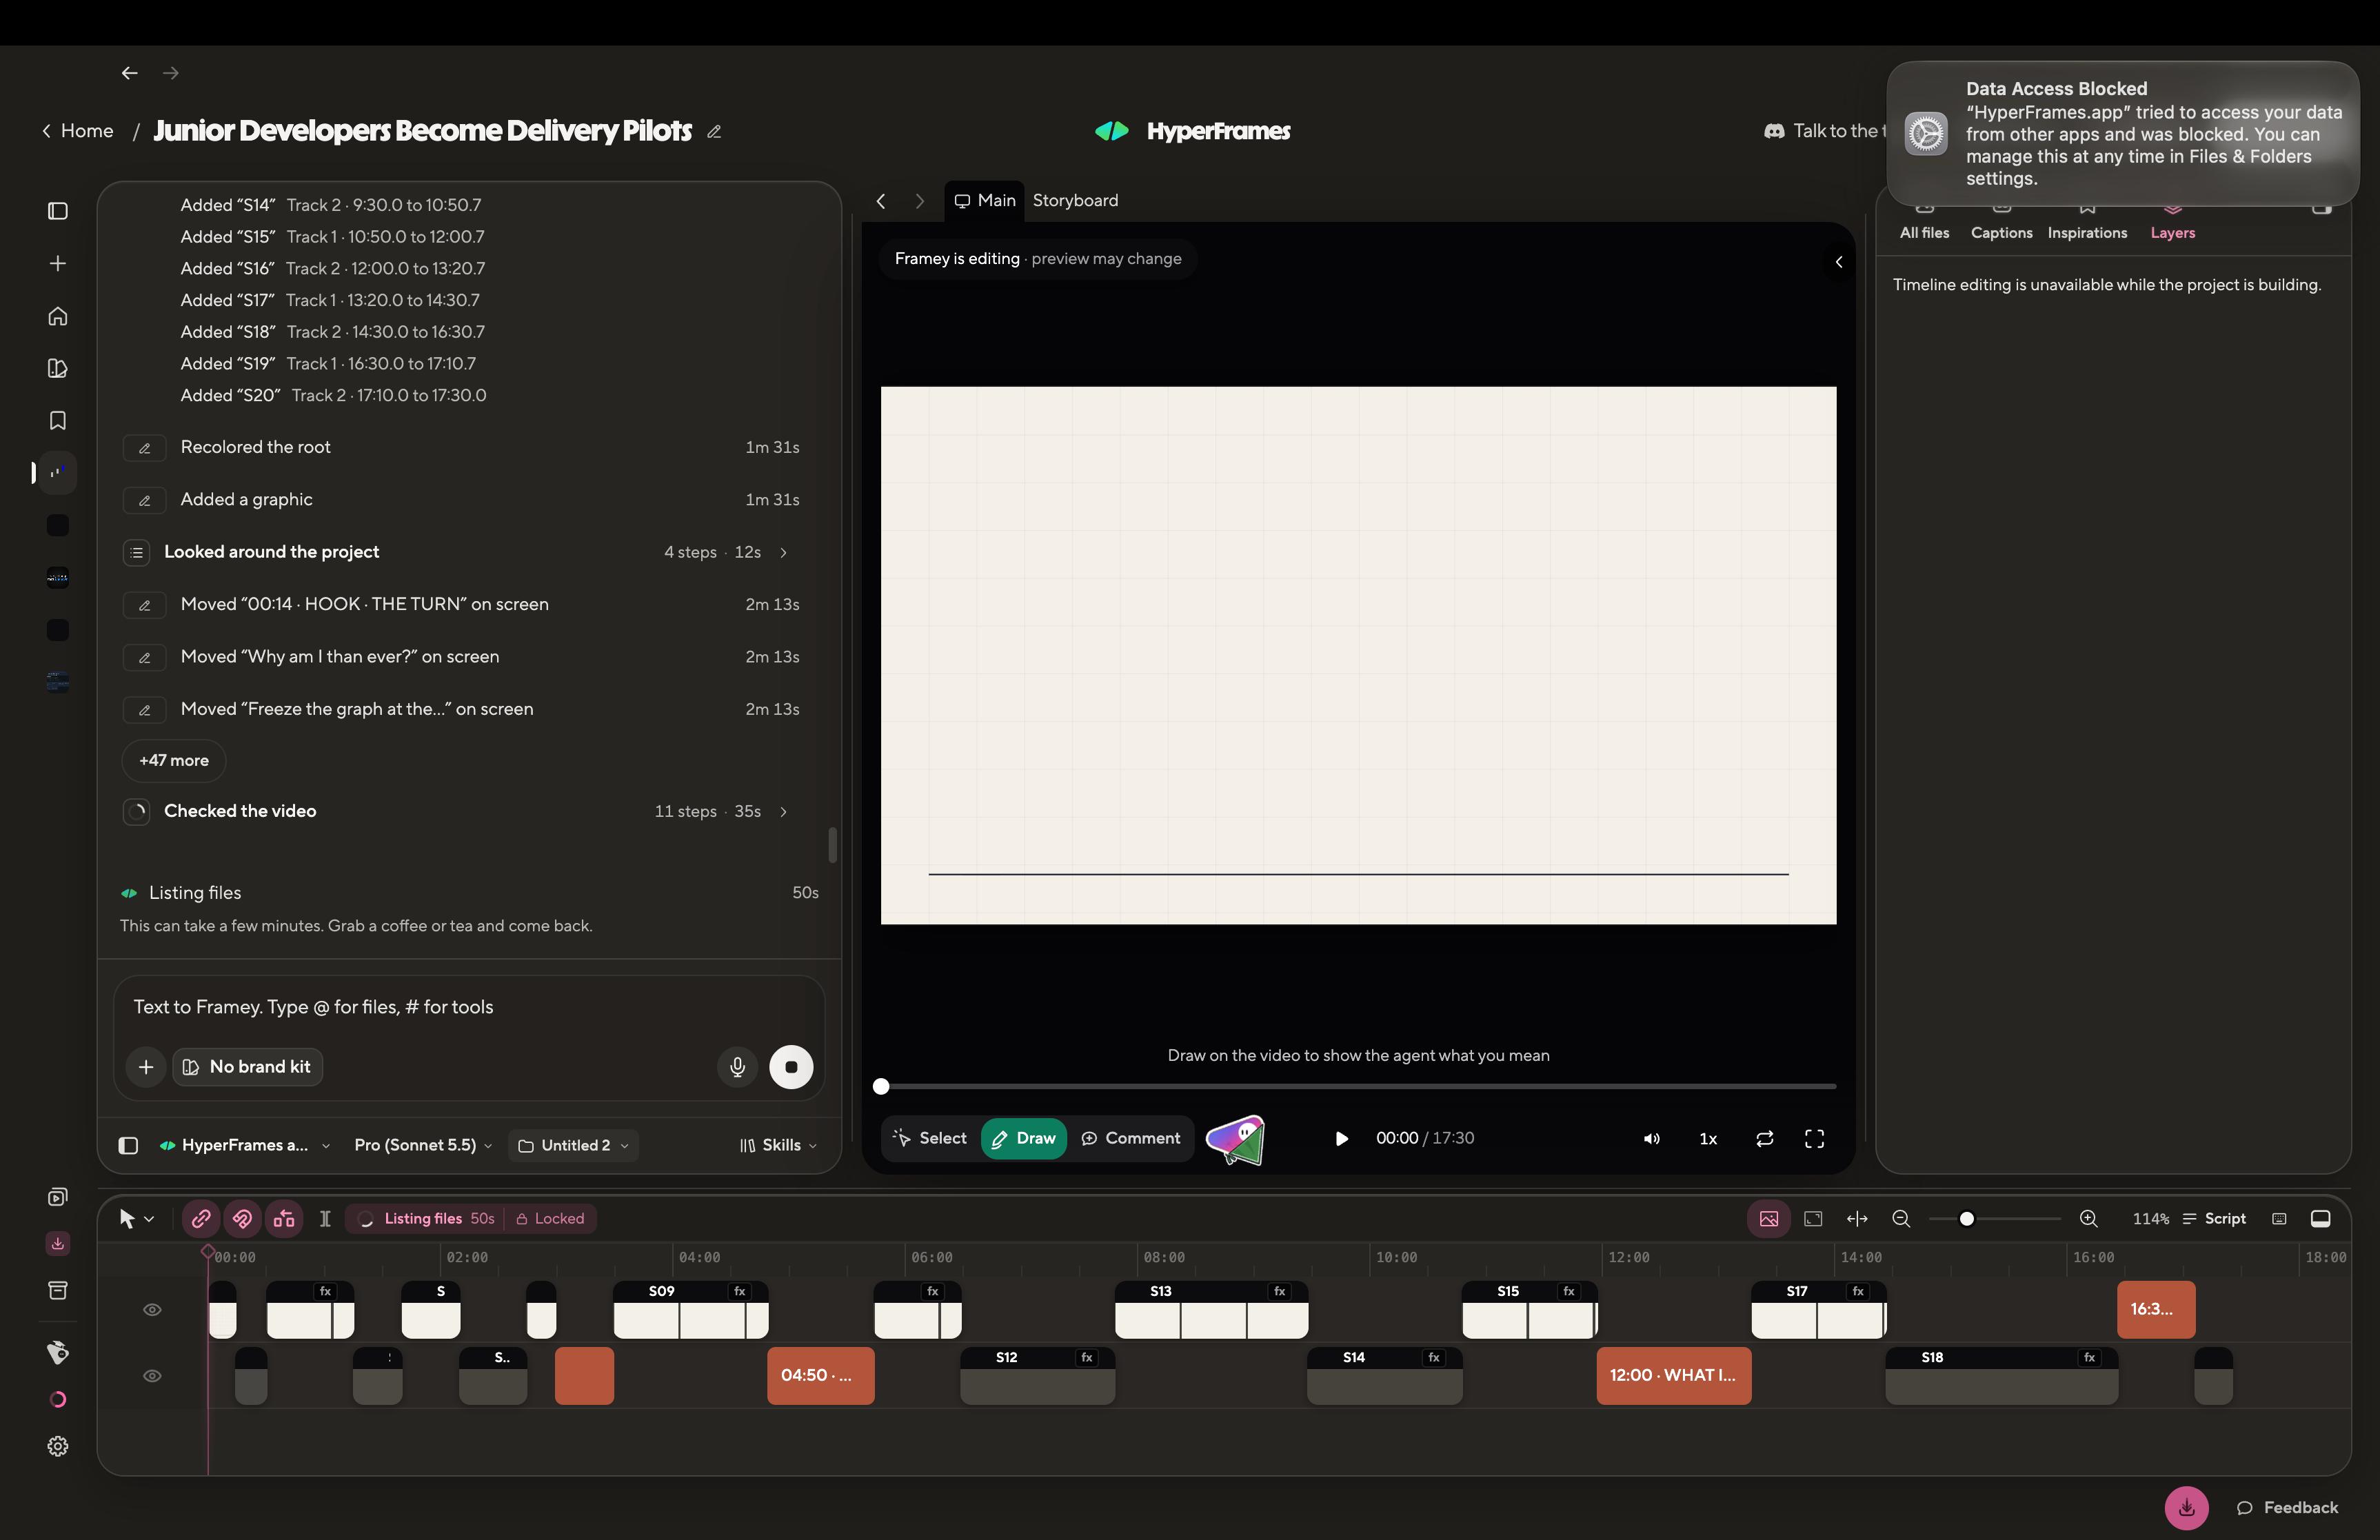 Data Access Blocked
“HyperFrames.app” tried to access your data
from other apps and was blocked. You can
manage this at any time in Files & Folders
settings.
Home / Junior Developers Become Delivery Pilots
HyperFrames
Talk to the
Added “S14” Track 2 · 9:30.0 to 10:50.7
Added “S15” Track 1 · 10:50.0 to 12:00.7
Added “S16” Track 2 · 12:00.0 to 13:20.7
Added “S17” Track 1 · 13:20.0 to 14:30.7
Added “S18” Track 2 · 14:30.0 to 16:30.7
Added “S19” Track 1 · 16:30.0 to 17:10.7
Added “S20” Track 2 · 17:10.0 to 17:30.0
Recolored the root 1m 31s
Added a graphic 1m 31s
Looked around the project 4 steps · 12s
Moved “00:14 · HOOK · THE TURN” on screen 2m 13s
Moved “Why am I than ever?” on screen 2m 13s
Moved “Freeze the graph at the...” on screen 2m 13s
+47 more
Checked the video 11 steps · 35s
Listing files 50s
This can take a few minutes. Grab a coffee or tea and come back.
Text to Framey. Type @ for files, # for tools
No brand kit
HyperFrames a... Pro (Sonnet 5.5) Untitled 2 Skills
Main Storyboard
Framey is editing · preview may change
Draw on the video to show the agent what you mean
Select Draw Comment 00:00 / 17:30 1x
All files Captions Inspirations Layers
Timeline editing is unavailable while the project is building.
Listing files 50s Locked 114% Script
00:00 02:00 04:00 06:00 08:00 10:00 12:00 14:00 16:00 18:00
fx S S09 fx fx S13 fx S15 fx S17 fx 16:3...
S.. 04:50 · ... S12 fx S14 fx 12:00 · WHAT I... S18 fx
Feedback